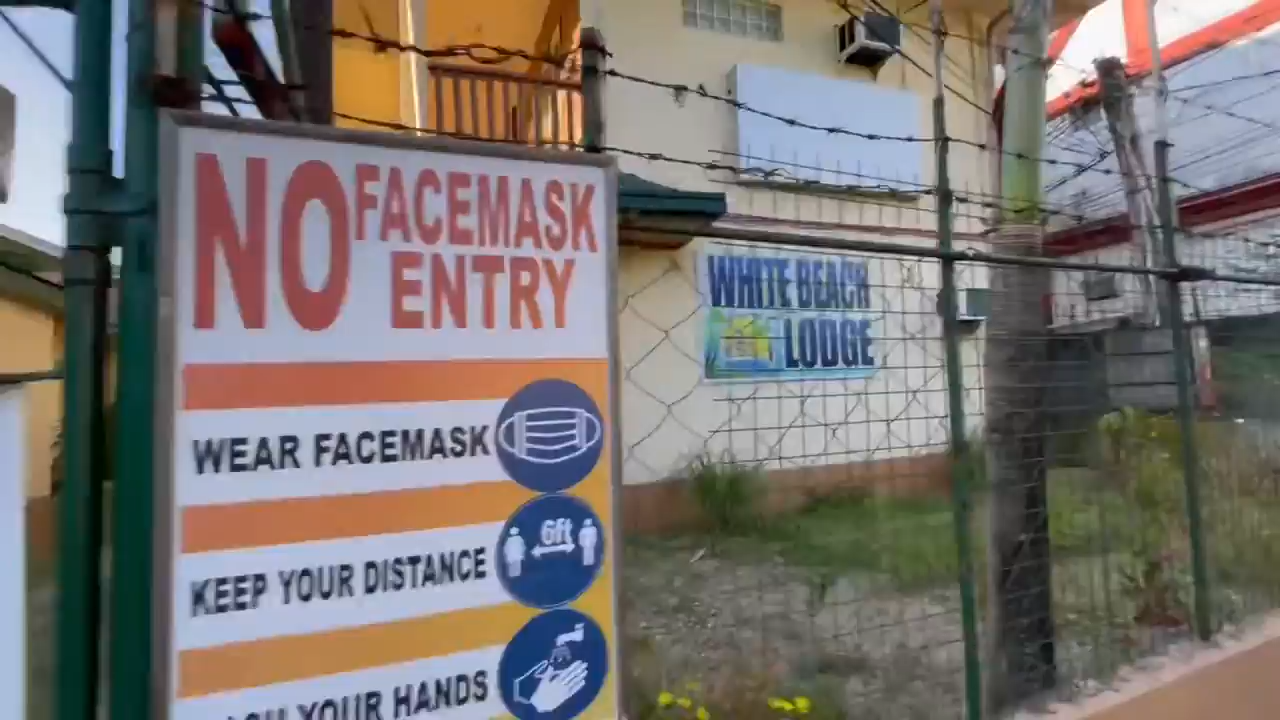 NO FACEMASK
ENTRY
WEAR FACEMASK
6ft
KEEP YOUR DISTANCE
YOUR HANDS
WHITE BEACH
LODGE